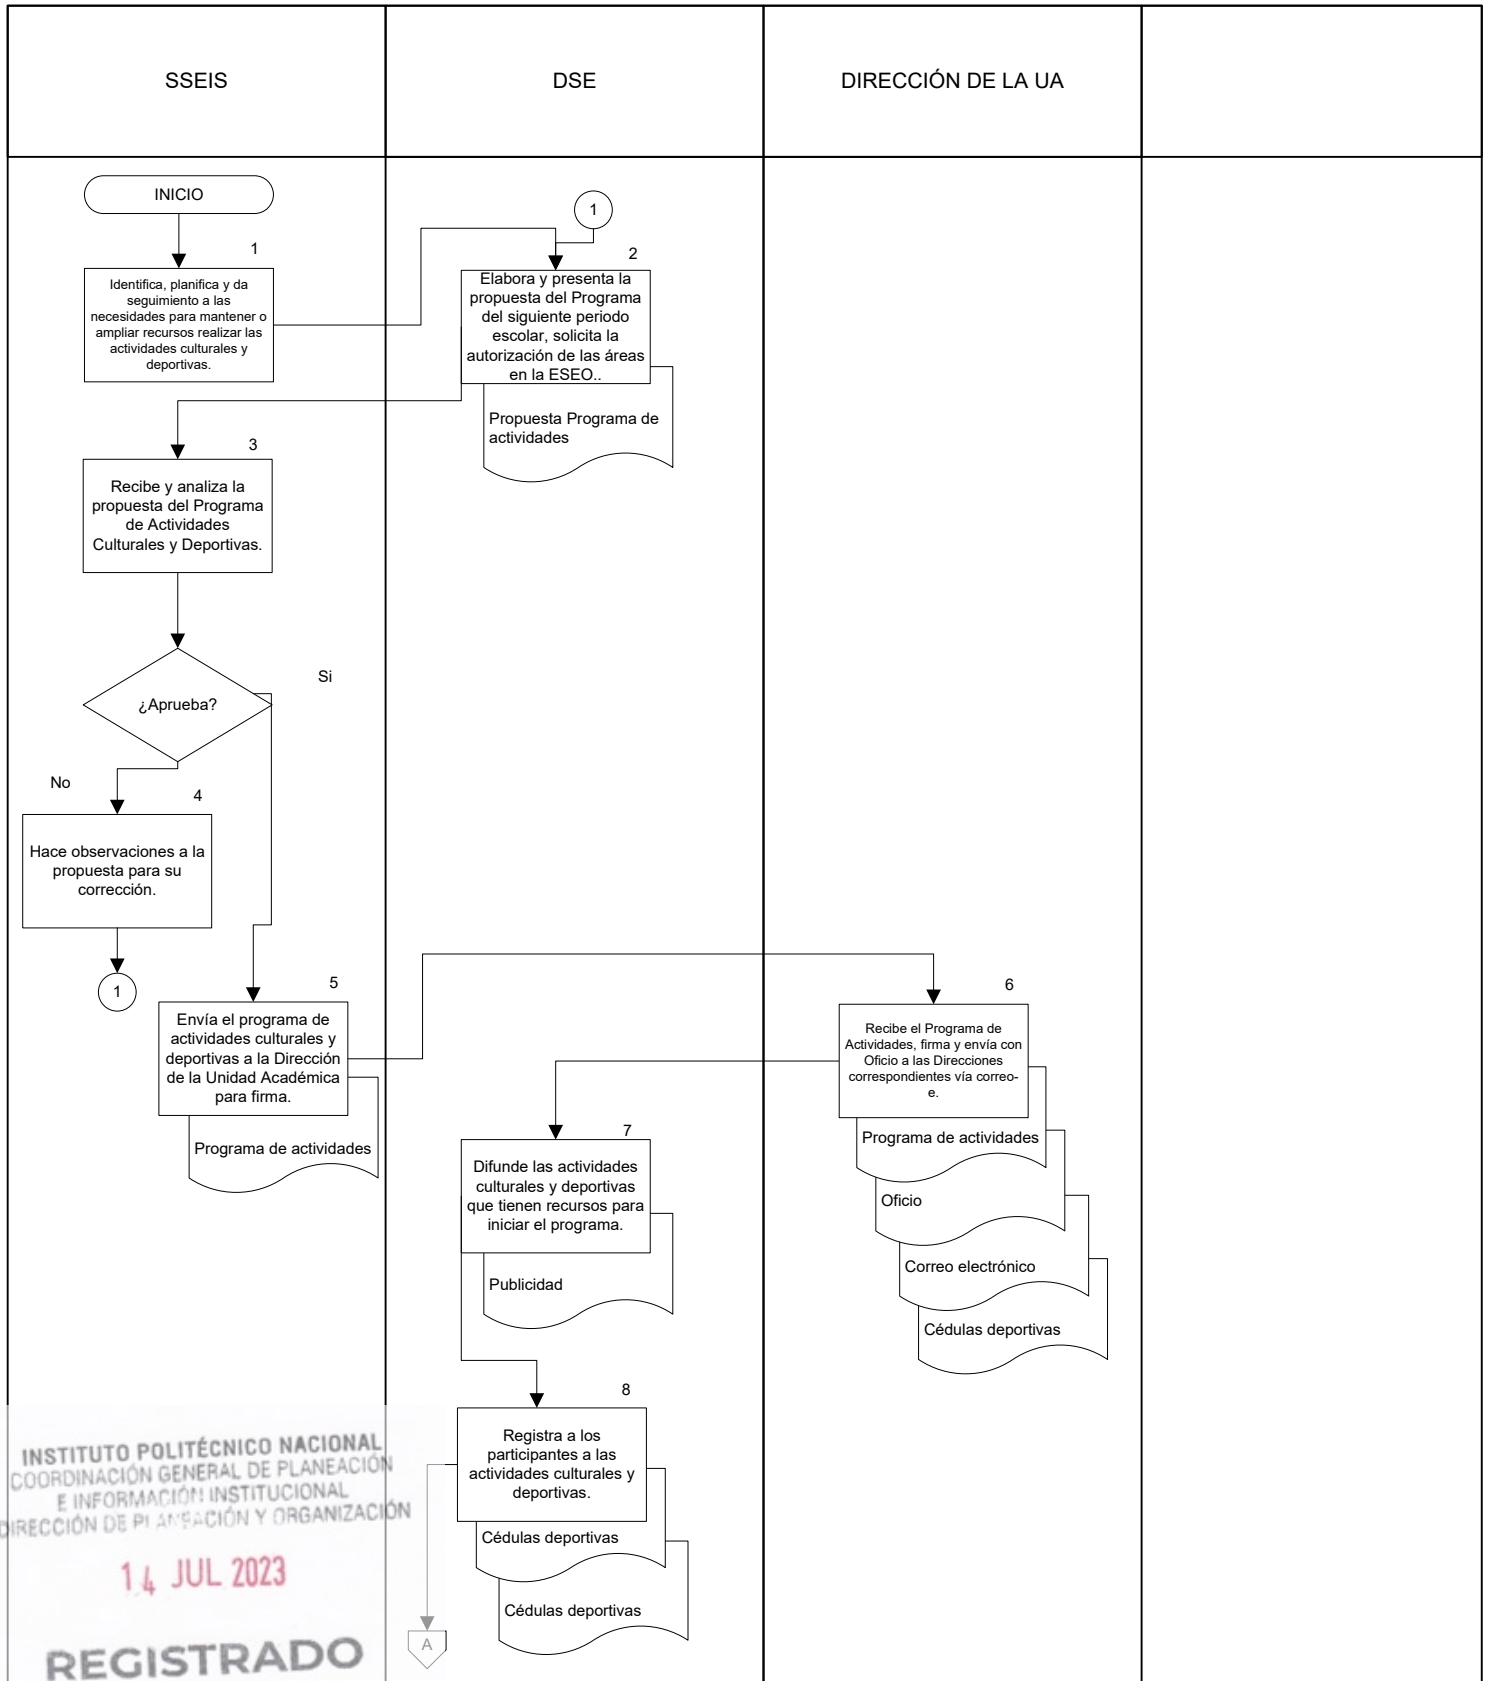 SSEIS
DSE
DIRECCIÓN DE LA UA
INICIO
1
1
Identifica, planifica y da
seguimiento a las
necesidades para mantener o
ampliar recursos realizar las
actividades culturales y
deportivas.
2
Elabora y presenta la
propuesta del Programa
del siguiente periodo
escolar, solicita la
autorización de las áreas
en la ESEO..
Propuesta Programa de
actividades
3
Recibe y analiza la
propuesta del Programa
de Actividades
Culturales y Deportivas.
¿Aprueba?
Si
No
4
Hace observaciones a la
propuesta para su
corrección.
1
5
Envía el programa de
actividades culturales y
deportivas a la Dirección
de la Unidad Académica
para firma.
Programa de actividades
6
Recibe el Programa de
Actividades, firma y envía con
Oficio a las Direcciones
correspondientes vía correo-
e.
Programa de actividades
Oficio
Correo electrónico
Cédulas deportivas
7
Difunde las actividades
culturales y deportivas
que tienen recursos para
iniciar el programa.
Publicidad
8
Registra a los
participantes a las
actividades culturales y
deportivas.
Cédulas deportivas
Cédulas deportivas
A
INSTITUTO POLITÉCNICO NACIONAL
COORDINACIÓN GENERAL DE PLANEACIÓN
E INFORMACIÓN INSTITUCIONAL
DIRECCIÓN DE PLANEACIÓN Y ORGANIZACIÓN
14 JUL 2023
REGISTRADO